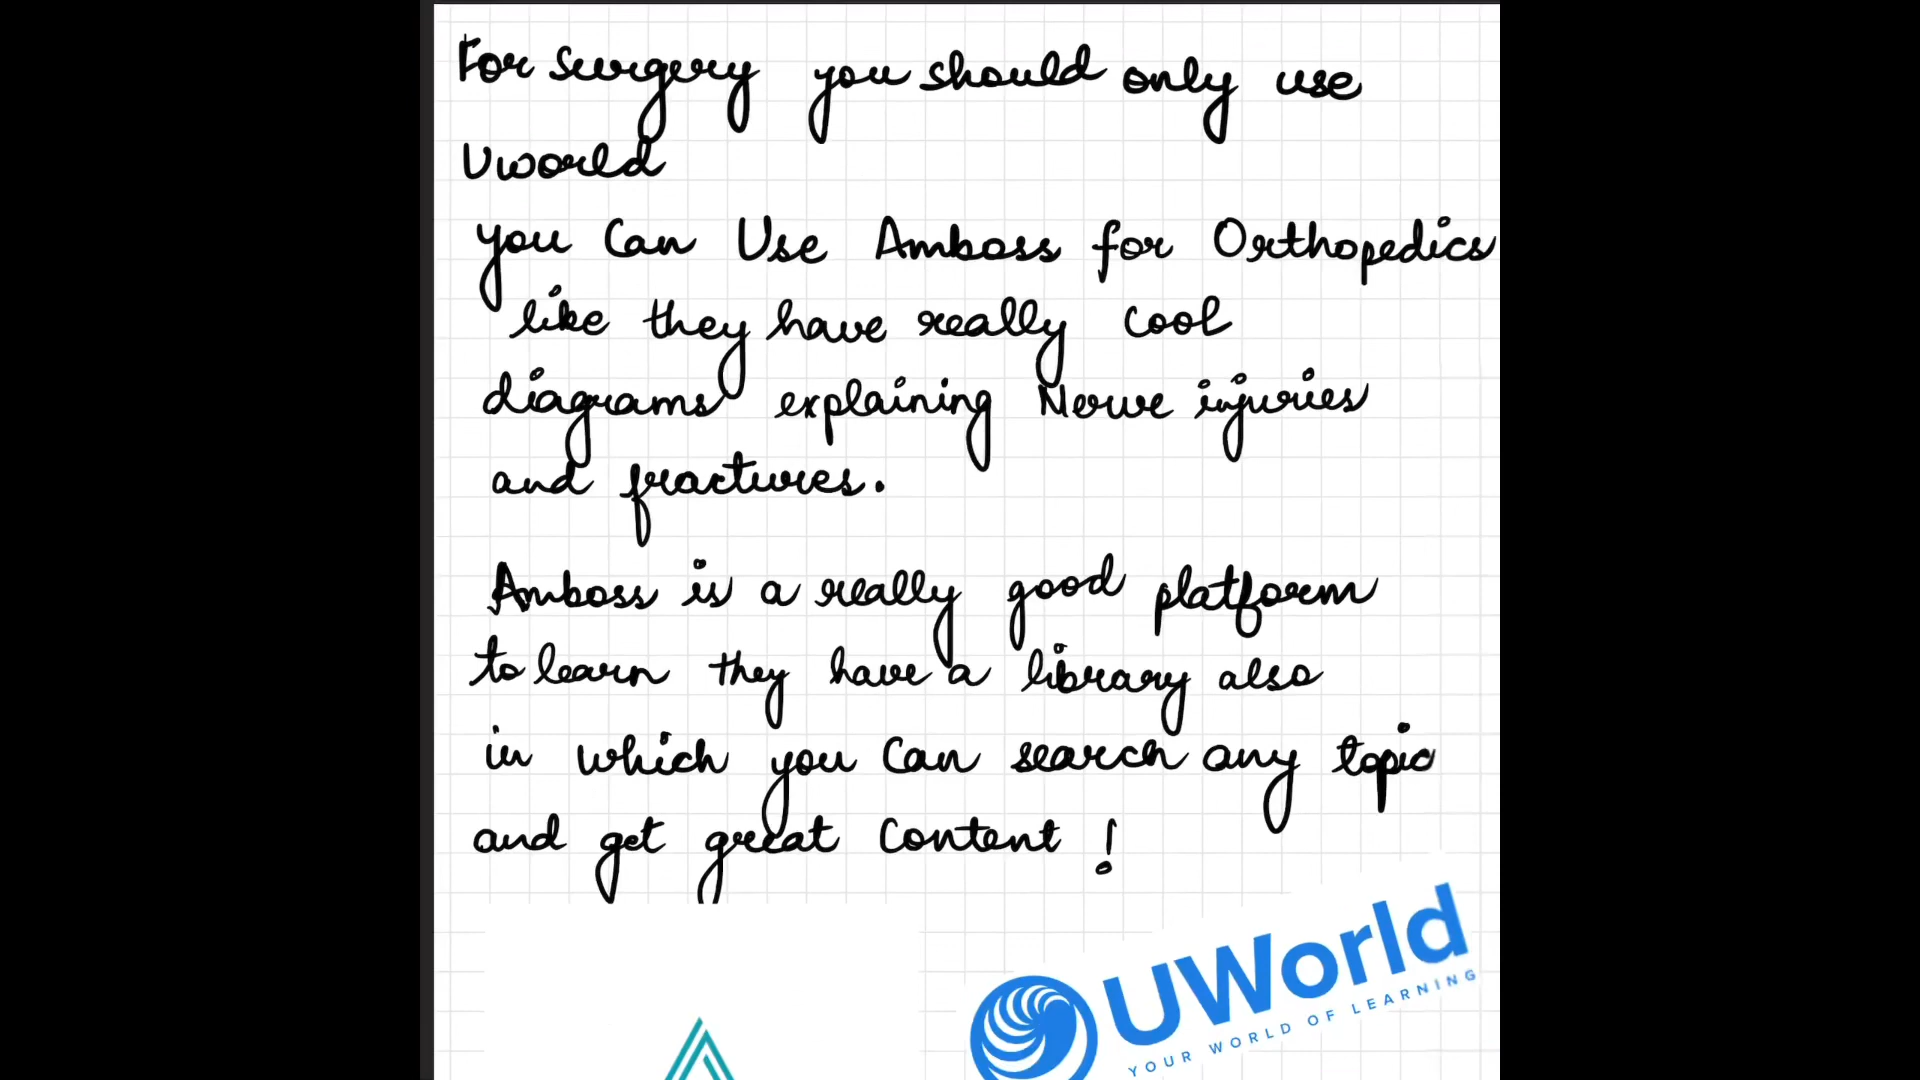 For surgery you should only use
Uworld
you Can Use Amboss for Orthopedics
like they have really cool
diagrams explaining Nerve injuries
and fractures.
Amboss is a really good platform
to learn they have a library also
in which you Can search any topic
and get great Content !
UWorld
YOUR WORLD OF LEARNING